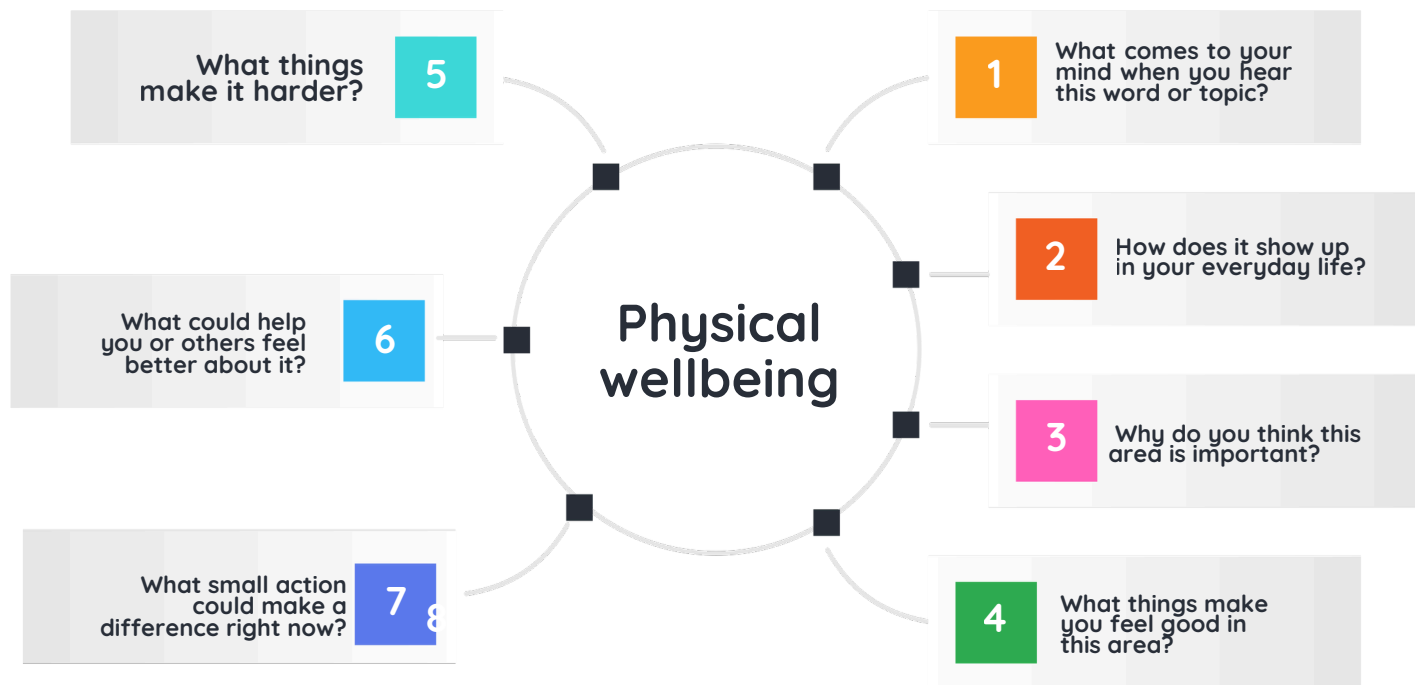 Physical
wellbeing
1
What comes to your
mind when you hear
this word or topic?
2
How does it show up
in your everyday life?
3
Why do you think this
area is important?
4
What things make
you feel good in
this area?
5
What things
make it harder?
6
What could help
you or others feel
better about it?
7
8
What small action
could make a
difference right now?